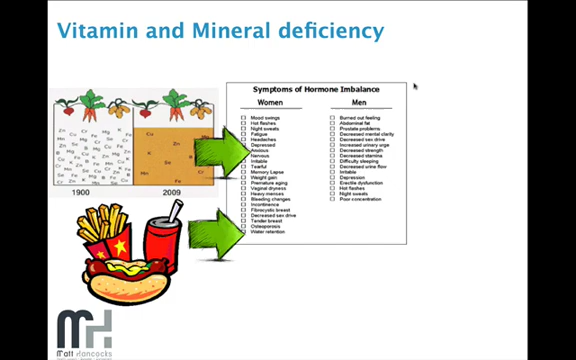 Vitamin and Mineral deficiency
Symptoms of Hormone Imbalance
Women
Mood swings
Hot flashes
Night sweats
Fatigue
Headaches
Depressed
Anxious
Nervous
Irritable
Tearful
Memory Lapse
Weight gain
Premature aging
Vaginal dryness
Heavy menses
Bleeding changes
Incontinence
Fibrocystic breast
Decreased sex drive
Tender breast
Osteoporosis
Water retention
Men
Burned out feeling
Abdominal fat
Prostate problems
Decreased mental clarity
Decreased sex drive
Increased urinary urge
Decreased strength
Decreased stamina
Difficulty sleeping
Decreased urine flow
Irritable
Depression
Erectile dysfunction
Hot flashes
Night sweats
Poor concentration
1900
2009
Matt Hancocks